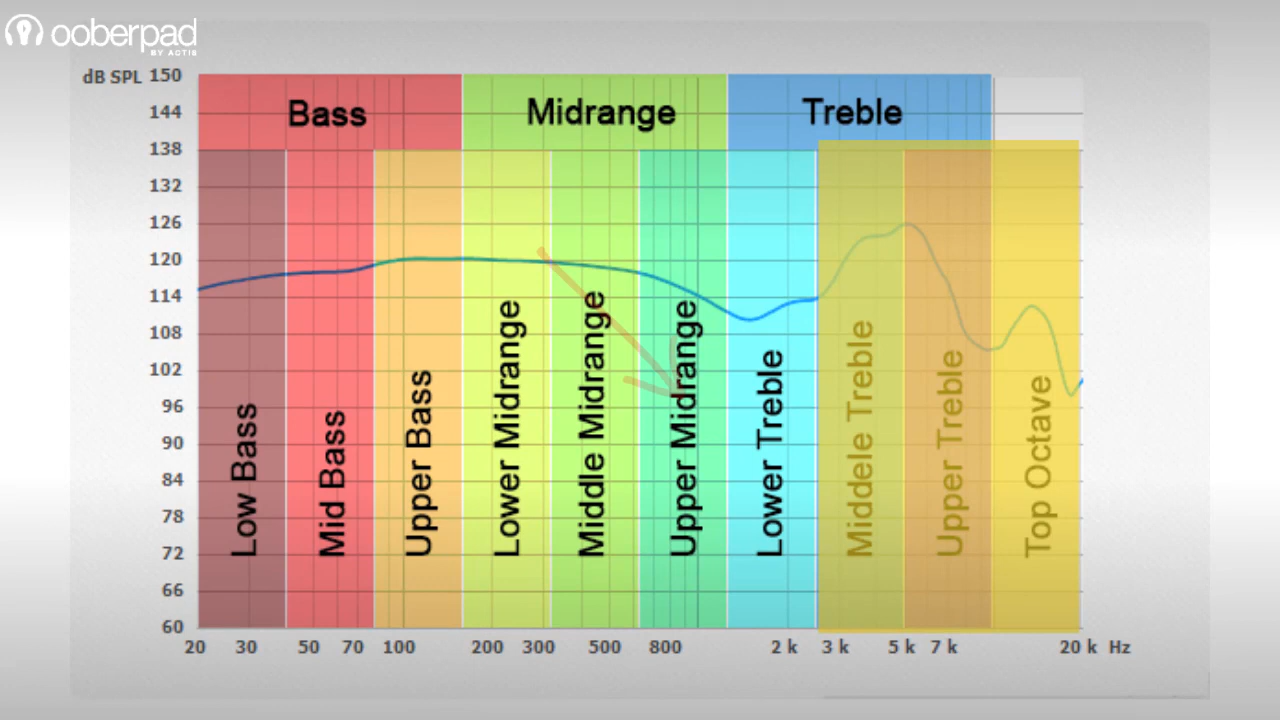 ooberpad
BY ACTIS
dB SPL 150
144
138
132
126
120
114
108
102
96
90
84
78
72
66
60
Bass
Midrange
Treble
Low Bass
Mid Bass
Upper Bass
Lower Midrange
Middle Midrange
Upper Midrange
Lower Treble
Middele Treble
Upper Treble
Top Octave
20 30 50 70 100 200 300 500 800 2 k 3 k 5 k 7 k 20 k Hz